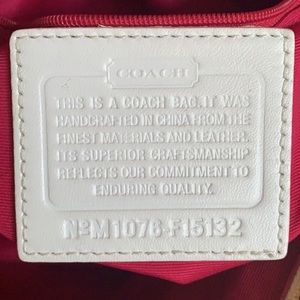 COACH
THIS IS A COACH BAG.IT WAS
HANDCRAFTED IN CHINA FROM THE
FINEST MATERIALS AND LEATHER.
ITS SUPERIOR CRAFTSMANSHIP
REFLECTS OUR COMMITMENT TO
ENDURING QUALITY.
NºM1076-F15132